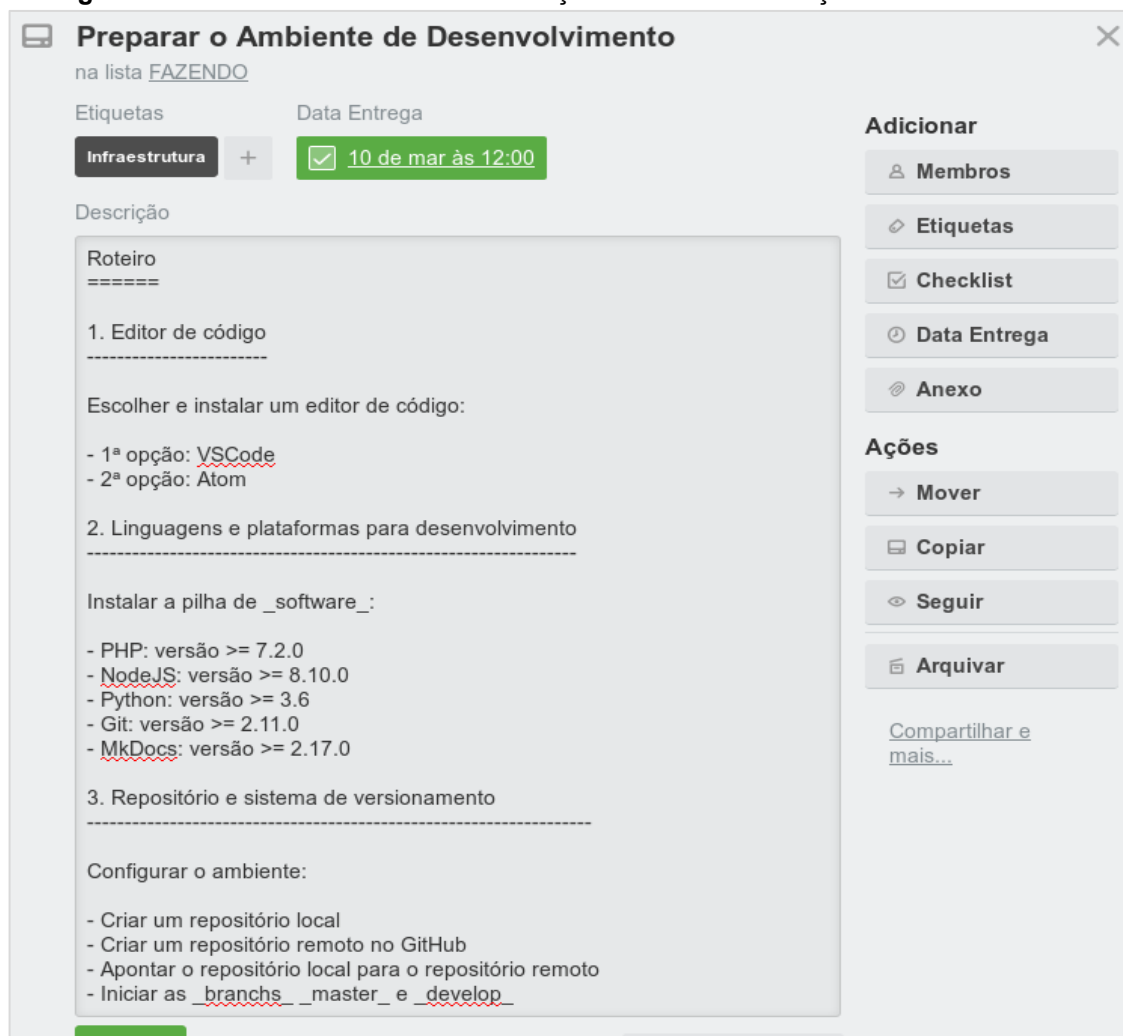 Preparar o Ambiente de Desenvolvimento
na lista FAZENDO
Etiquetas
Data Entrega
Infraestrutura
+
10 de mar às 12:00
Descrição
Roteiro
======
1. Editor de código
------------------------
Escolher e instalar um editor de código:
- 1ª opção: VSCode
- 2ª opção: Atom
2. Linguagens e plataformas para desenvolvimento
-----------------------------------------------------------------
Instalar a pilha de _software_:
- PHP: versão >= 7.2.0
- NodeJS: versão >= 8.10.0
- Python: versão >= 3.6
- Git: versão >= 2.11.0
- MkDocs: versão >= 2.17.0
3. Repositório e sistema de versionamento
-------------------------------------------------------------------
Configurar o ambiente:
- Criar um repositório local
- Criar um repositório remoto no GitHub
- Apontar o repositório local para o repositório remoto
- Iniciar as _branchs_ _master_ e _develop_
Adicionar
Membros
Etiquetas
Checklist
Data Entrega
Anexo
Ações
Mover
Copiar
Seguir
Arquivar
Compartilhar e
mais...